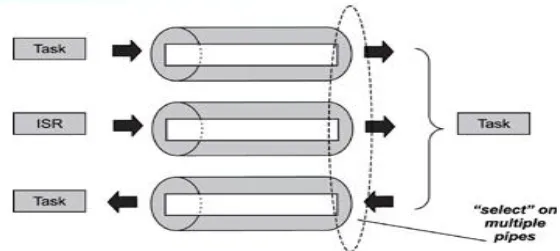 Task
ISR
Task
Task
"select" on
multiple
pipes